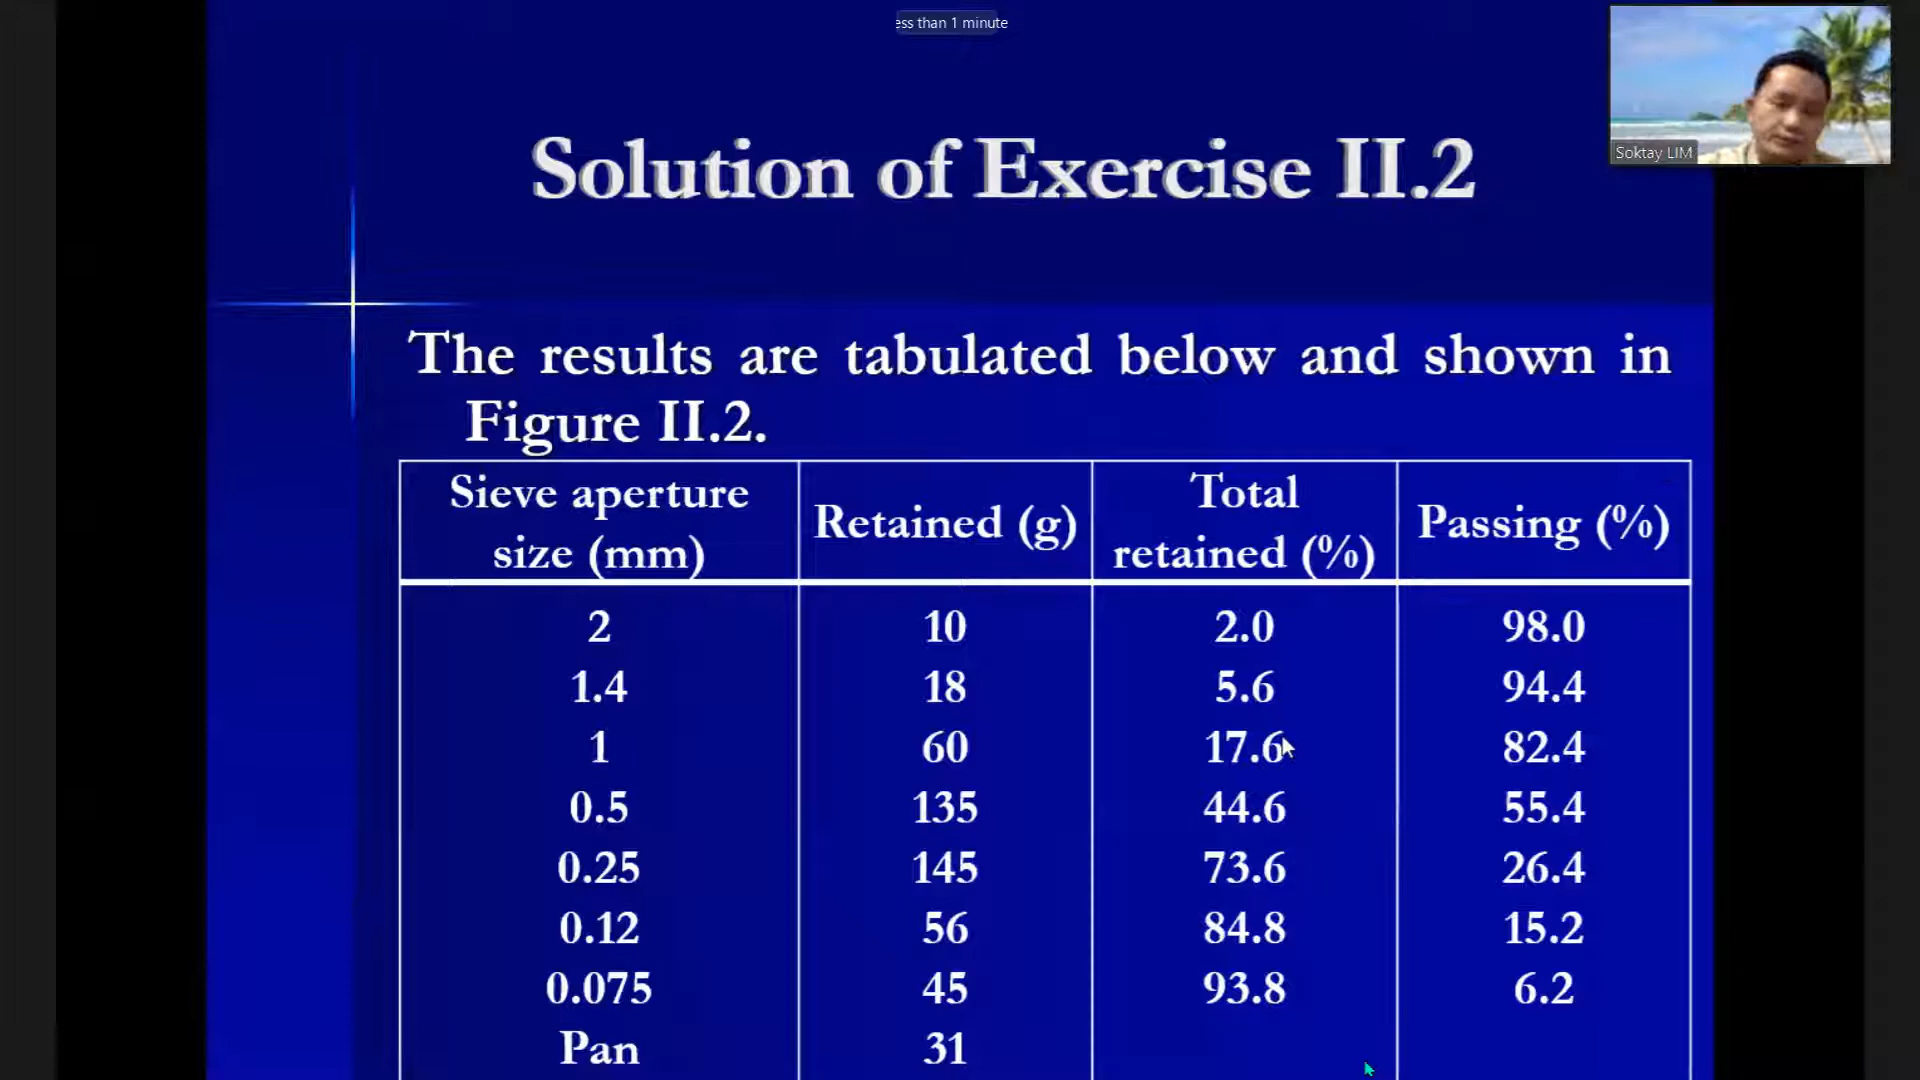 ess than 1 minute
Soktay LIM
Solution of Exercise II.2
The results are tabulated below and shown in
Figure II.2.
Sieve aperture size (mm) Retained (g) Total retained (%) Passing (%)
2 10 2.0 98.0
1.4 18 5.6 94.4
1 60 17.6 82.4
0.5 135 44.6 55.4
0.25 145 73.6 26.4
0.12 56 84.8 15.2
0.075 45 93.8 6.2
Pan 31